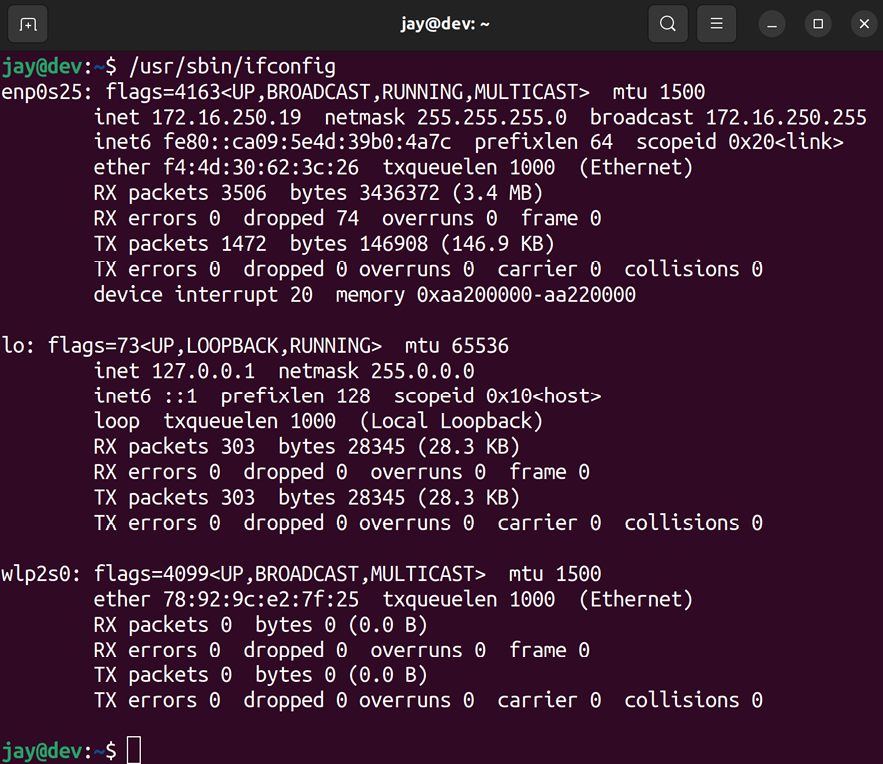 jay@dev: ~
jay@dev:~$ /usr/sbin/ifconfig
enp0s25: flags=4163<UP,BROADCAST,RUNNING,MULTICAST>  mtu 1500
        inet 172.16.250.19  netmask 255.255.255.0  broadcast 172.16.250.255
        inet6 fe80::ca09:5e4d:39b0:4a7c  prefixlen 64  scopeid 0x20<link>
        ether f4:4d:30:62:3c:26  txqueuelen 1000  (Ethernet)
        RX packets 3506  bytes 3436372 (3.4 MB)
        RX errors 0  dropped 74  overruns 0  frame 0
        TX packets 1472  bytes 146908 (146.9 KB)
        TX errors 0  dropped 0 overruns 0  carrier 0  collisions 0
        device interrupt 20  memory 0xaa200000-aa220000

lo: flags=73<UP,LOOPBACK,RUNNING>  mtu 65536
        inet 127.0.0.1  netmask 255.0.0.0
        inet6 ::1  prefixlen 128  scopeid 0x10<host>
        loop  txqueuelen 1000  (Local Loopback)
        RX packets 303  bytes 28345 (28.3 KB)
        RX errors 0  dropped 0  overruns 0  frame 0
        TX packets 303  bytes 28345 (28.3 KB)
        TX errors 0  dropped 0 overruns 0  carrier 0  collisions 0

wlp2s0: flags=4099<UP,BROADCAST,MULTICAST>  mtu 1500
        ether 78:92:9c:e2:7f:25  txqueuelen 1000  (Ethernet)
        RX packets 0  bytes 0 (0.0 B)
        RX errors 0  dropped 0  overruns 0  frame 0
        TX packets 0  bytes 0 (0.0 B)
        TX errors 0  dropped 0 overruns 0  carrier 0  collisions 0

jay@dev:~$